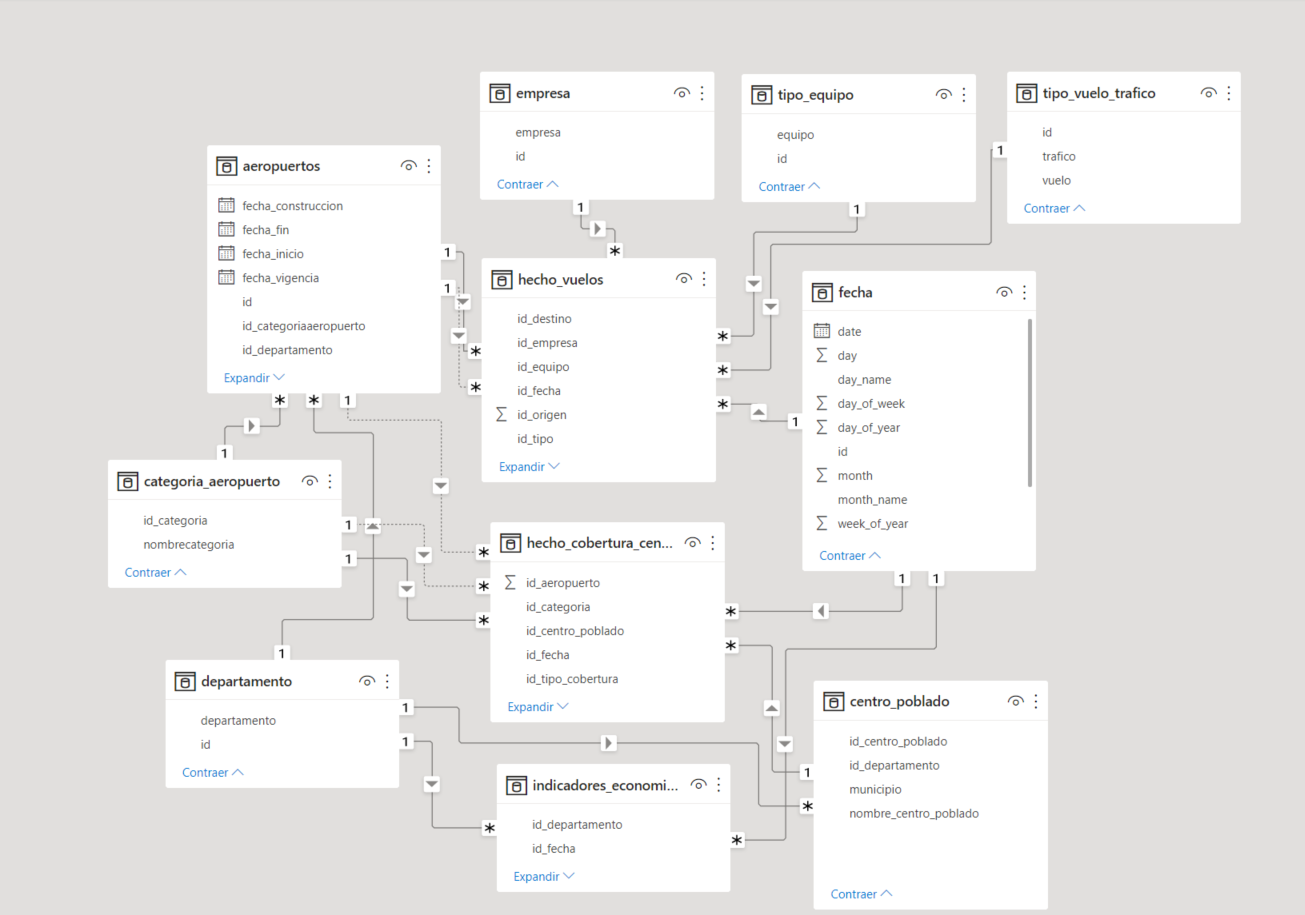 empresa
empresa
id
Contraer
tipo_equipo
equipo
id
Contraer
tipo_vuelo_trafico
id
trafico
vuelo
Contraer
aeropuertos
fecha_construccion
fecha_fin
fecha_inicio
fecha_vigencia
id
id_categoriaaeropuerto
id_departamento
Expandir
hecho_vuelos
id_destino
id_empresa
id_equipo
id_fecha
Σ id_origen
id_tipo
Expandir
fecha
date
Σ day
day_name
Σ day_of_week
Σ day_of_year
id
Σ month
month_name
Σ week_of_year
Contraer
categoria_aeropuerto
id_categoria
nombrecategoria
Contraer
hecho_cobertura_cen...
Σ id_aeropuerto
id_categoria
id_centro_poblado
id_fecha
id_tipo_cobertura
Expandir
departamento
departamento
id
Contraer
centro_poblado
id_centro_poblado
id_departamento
municipio
nombre_centro_poblado
Contraer
indicadores_economi...
id_departamento
id_fecha
Expandir
1
*
1
*
1
*
1
*
1
*
1
*
1
*
1
*
1
*
1
*
1
*
1
*
1
*
1
*
1
*
1
*